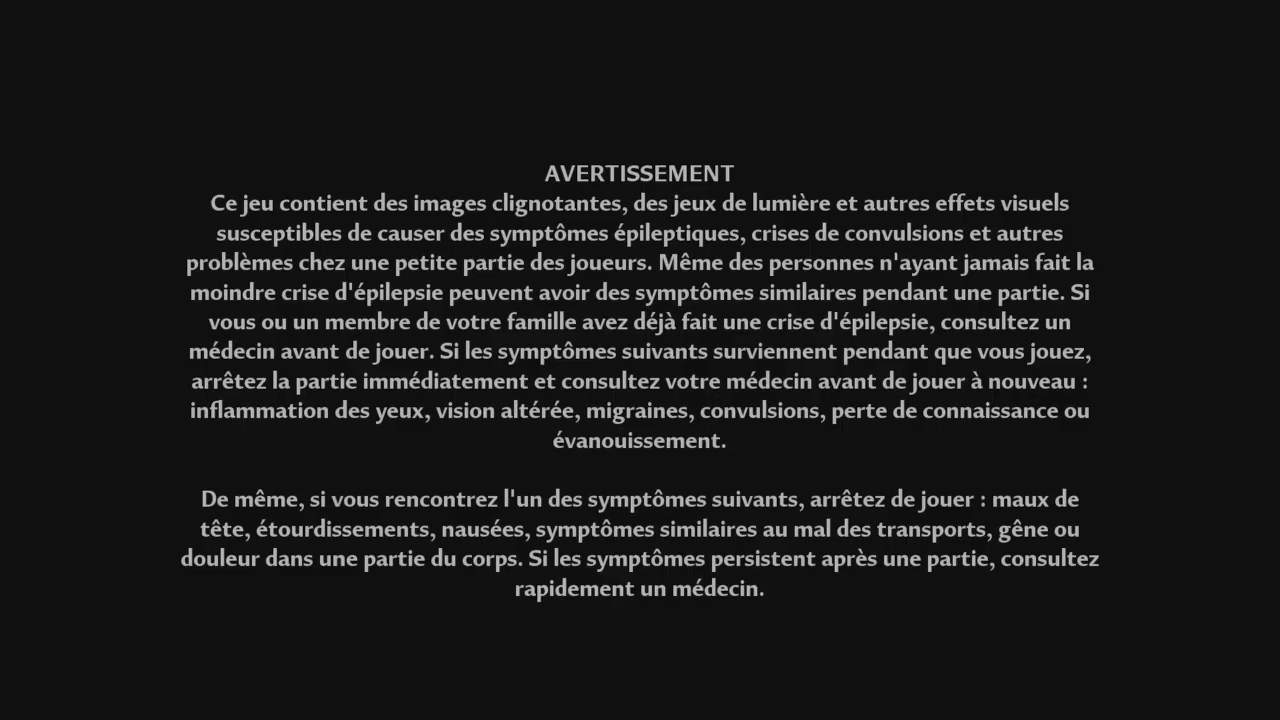 AVERTISSEMENT
Ce jeu contient des images clignotantes, des jeux de lumière et autres effets visuels
susceptibles de causer des symptômes épileptiques, crises de convulsions et autres
problèmes chez une petite partie des joueurs. Même des personnes n'ayant jamais fait la
moindre crise d'épilepsie peuvent avoir des symptômes similaires pendant une partie. Si
vous ou un membre de votre famille avez déjà fait une crise d'épilepsie, consultez un
médecin avant de jouer. Si les symptômes suivants surviennent pendant que vous jouez,
arrêtez la partie immédiatement et consultez votre médecin avant de jouer à nouveau :
inflammation des yeux, vision altérée, migraines, convulsions, perte de connaissance ou
évanouissement.
De même, si vous rencontrez l'un des symptômes suivants, arrêtez de jouer : maux de
tête, étourdissements, nausées, symptômes similaires au mal des transports, gêne ou
douleur dans une partie du corps. Si les symptômes persistent après une partie, consultez
rapidement un médecin.